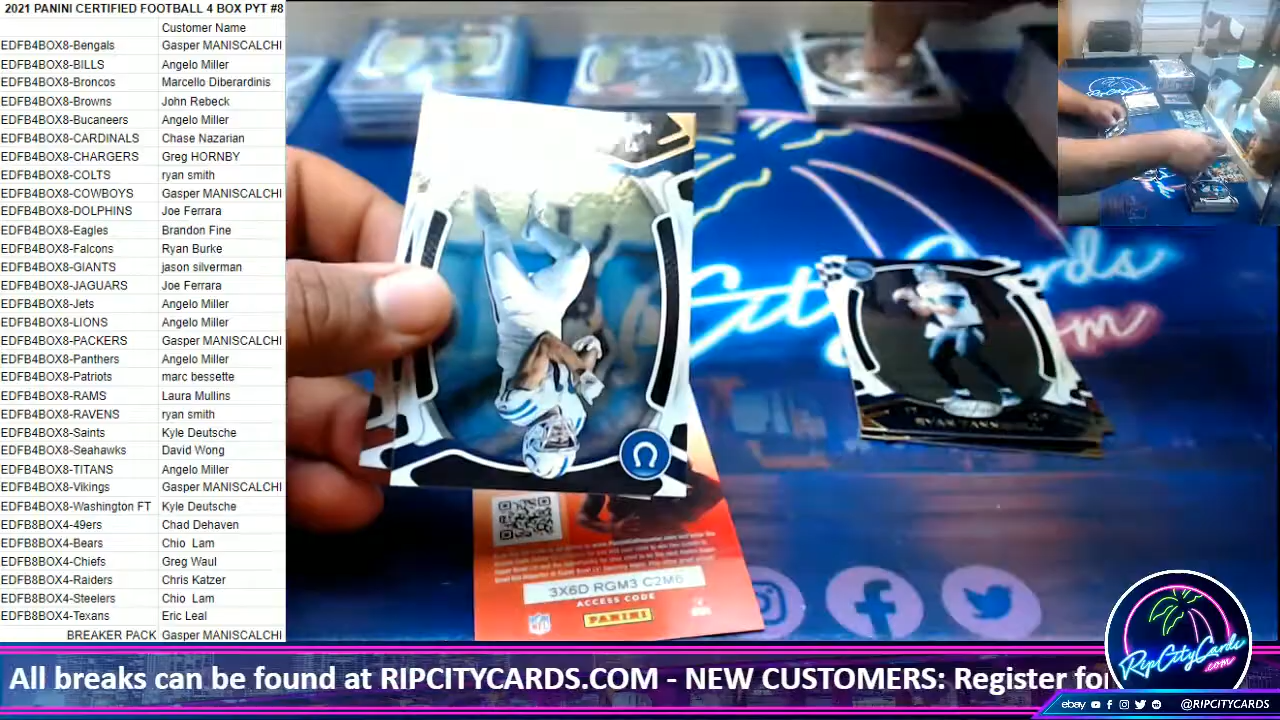 2021 PANINI CERTIFIED FOOTBALL 4 BOX PYT #8
Customer Name
EDFB4BOX8-Bengals Gasper MANISCALCHI
EDFB4BOX8-BILLS Angelo Miller
EDFB4BOX8-Broncos Marcello Diberardinis
EDFB4BOX8-Browns John Rebeck
EDFB4BOX8-Bucaneers Angelo Miller
EDFB4BOX8-CARDINALS Chase Nazarian
EDFB4BOX8-CHARGERS Greg HORNBY
EDFB4BOX8-COLTS ryan smith
EDFB4BOX8-COWBOYS Gasper MANISCALCHI
EDFB4BOX8-DOLPHINS Joe Ferrara
EDFB4BOX8-Eagles Brandon Fine
EDFB4BOX8-Falcons Ryan Burke
EDFB4BOX8-GIANTS jason silverman
EDFB4BOX8-JAGUARS Joe Ferrara
EDFB4BOX8-Jets Angelo Miller
EDFB4BOX8-LIONS Angelo Miller
EDFB4BOX8-PACKERS Gasper MANISCALCHI
EDFB4BOX8-Panthers Angelo Miller
EDFB4BOX8-Patriots marc bessette
EDFB4BOX8-RAMS Laura Mullins
EDFB4BOX8-RAVENS ryan smith
EDFB4BOX8-Saints Kyle Deutsche
EDFB4BOX8-Seahawks David Wong
EDFB4BOX8-TITANS Angelo Miller
EDFB4BOX8-Vikings Gasper MANISCALCHI
EDFB4BOX8-Washington FT Kyle Deutsche
EDFB8BOX4-49ers Chad Dehaven
EDFB8BOX4-Bears Chio Lam
EDFB8BOX4-Chiefs Greg Waul
EDFB8BOX4-Raiders Chris Katzer
EDFB8BOX4-Steelers Chio Lam
EDFB8BOX4-Texans Eric Leal
BREAKER PACK Gasper MANISCALCHI
City Cards
.com
3X6D RGM3 C2M6
ACCESS CODE
PANINI
NFL
RipCityCards
.com
All breaks can be found at RIPCITYCARDS.COM - NEW CUSTOMERS: Register for
ebay @RIPCITYCARDS